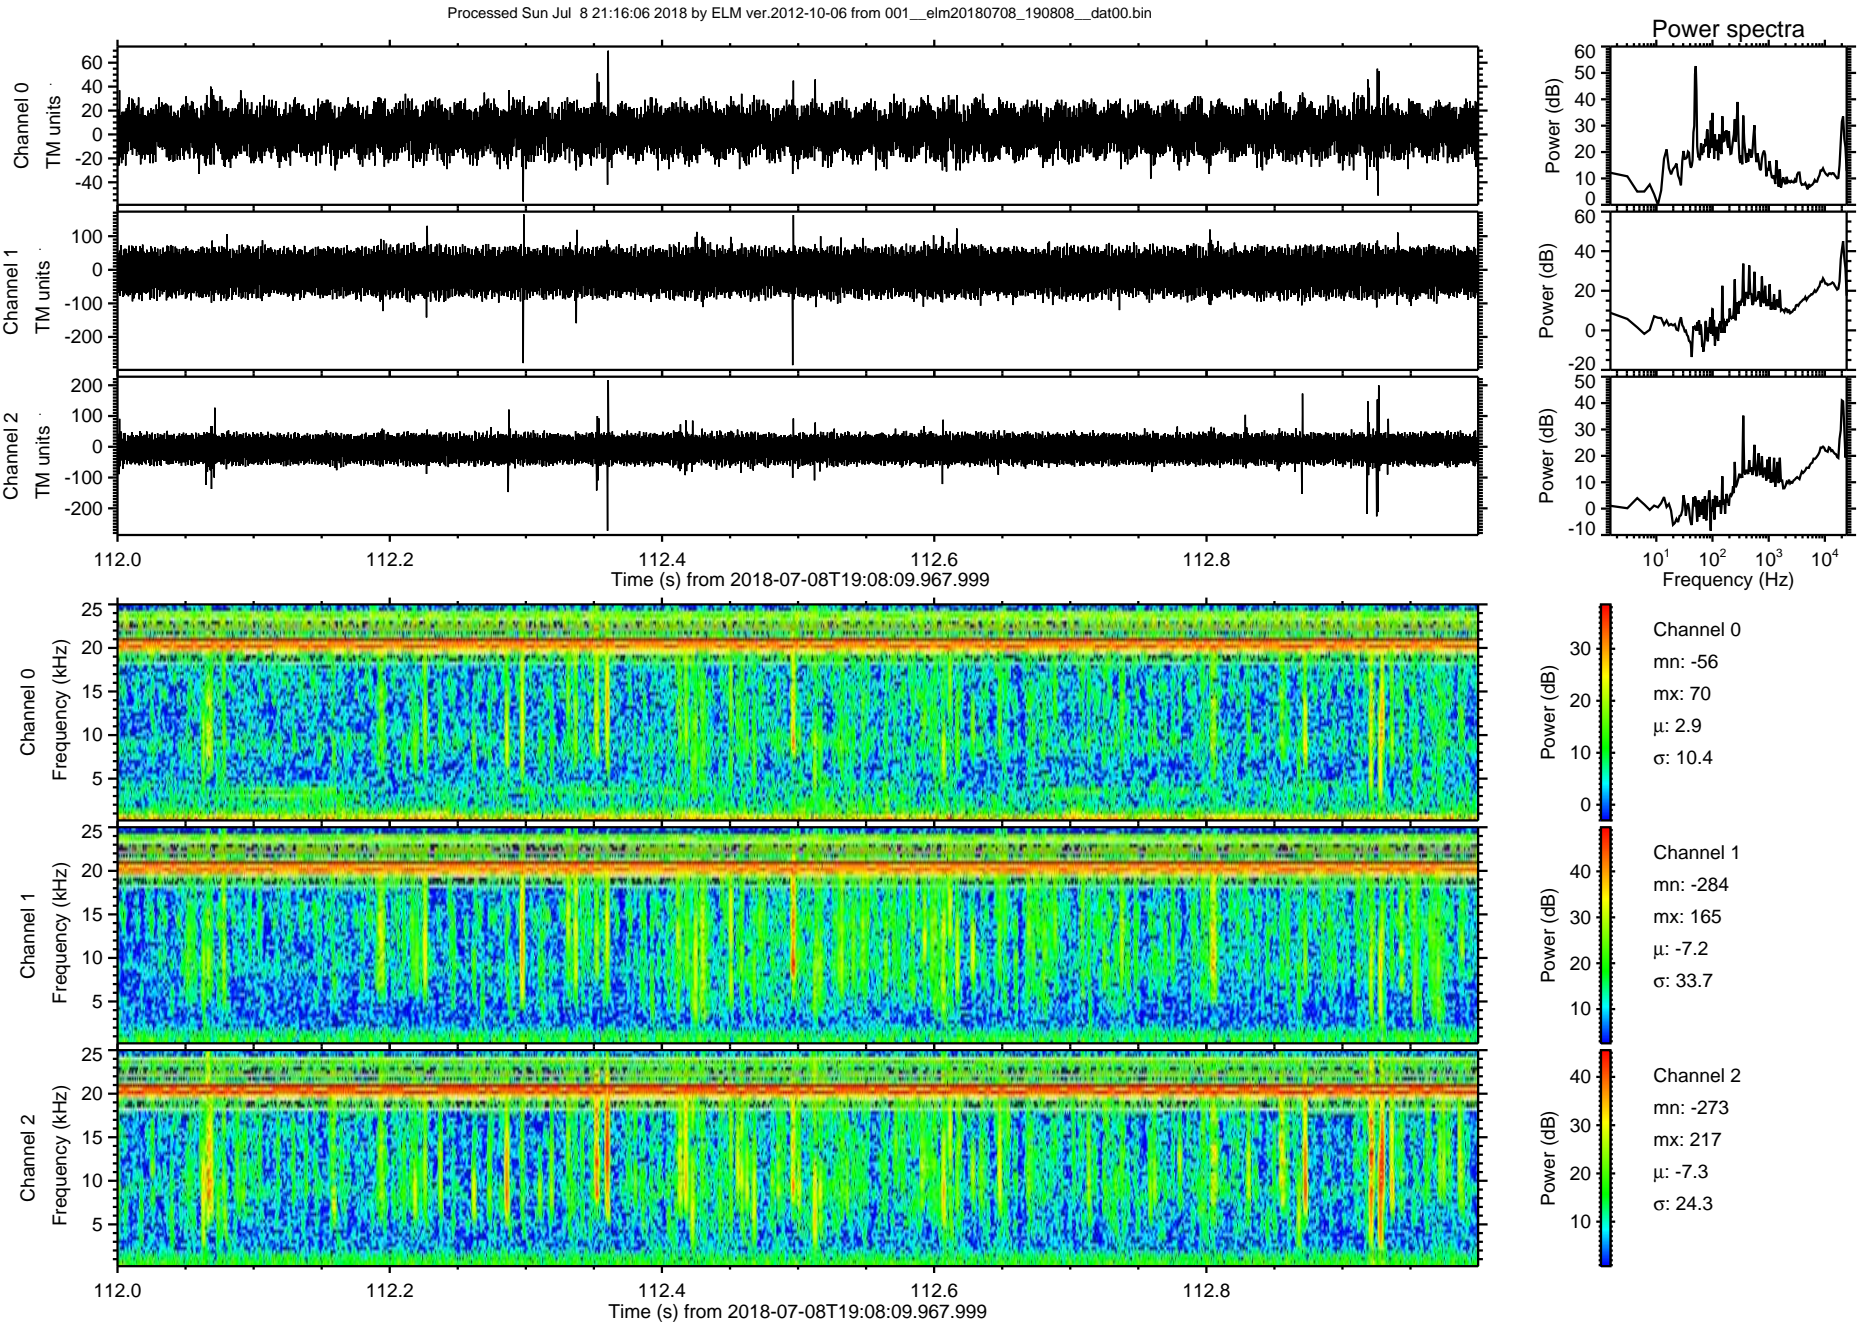 Processed Sun Jul  8 21:16:06 2018 by ELM ver.2012-10-06 from 001__elm20180708_190808__dat00.bin
Power spectra
Channel 0
TM units
60
40
20
0
-20
-40
Power (dB)
60
50
40
30
20
10
0
Channel 1
TM units
100
0
-100
-200
Power (dB)
60
40
20
0
-20
Channel 2
TM units
200
100
0
-100
-200
Power (dB)
50
40
30
20
10
0
-10
112.0 112.2 112.4 112.6 112.8
Time (s) from 2018-07-08T19:08:09.967.999
10^1 10^2 10^3 10^4
Frequency (Hz)
Channel 0
Frequency (kHz)
25
20
15
10
5
Power (dB)
30
20
10
0
Channel 0
mn: -56
mx: 70
μ: 2.9
σ: 10.4
Channel 1
Frequency (kHz)
25
20
15
10
5
Power (dB)
40
30
20
10
Channel 1
mn: -284
mx: 165
μ: -7.2
σ: 33.7
Channel 2
Frequency (kHz)
25
20
15
10
5
Power (dB)
40
30
20
10
Channel 2
mn: -273
mx: 217
μ: -7.3
σ: 24.3
112.0 112.2 112.4 112.6 112.8
Time (s) from 2018-07-08T19:08:09.967.999